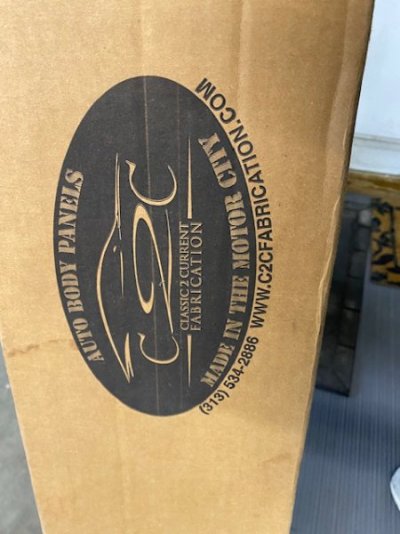 AUTO BODY PANELS
C2C
CLASSIC 2 CURRENT
FABRICATION
MADE IN THE MOTOR CITY
(313) 534-2886 WWW.C2CFABRICATION.COM